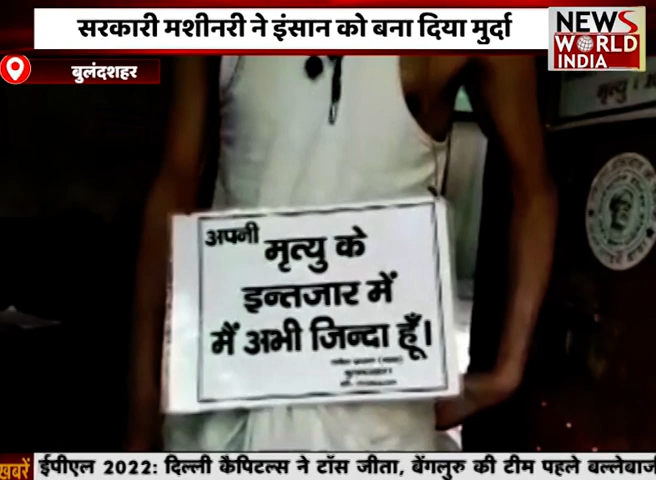 सरकारी मशीनरी ने इंसान को बना दिया मुर्दा
NEWS
WORLD
INDIA
बुलंदशहर
मृत्यु
अपनी मृत्यु के
इन्तजार में
मैं अभी जिन्दा हूँ।
खबरें
ईपीएल 2022: दिल्ली कैपिटल्स ने टॉस जीता, बेंगलुरु की टीम पहले बल्लेबाजी